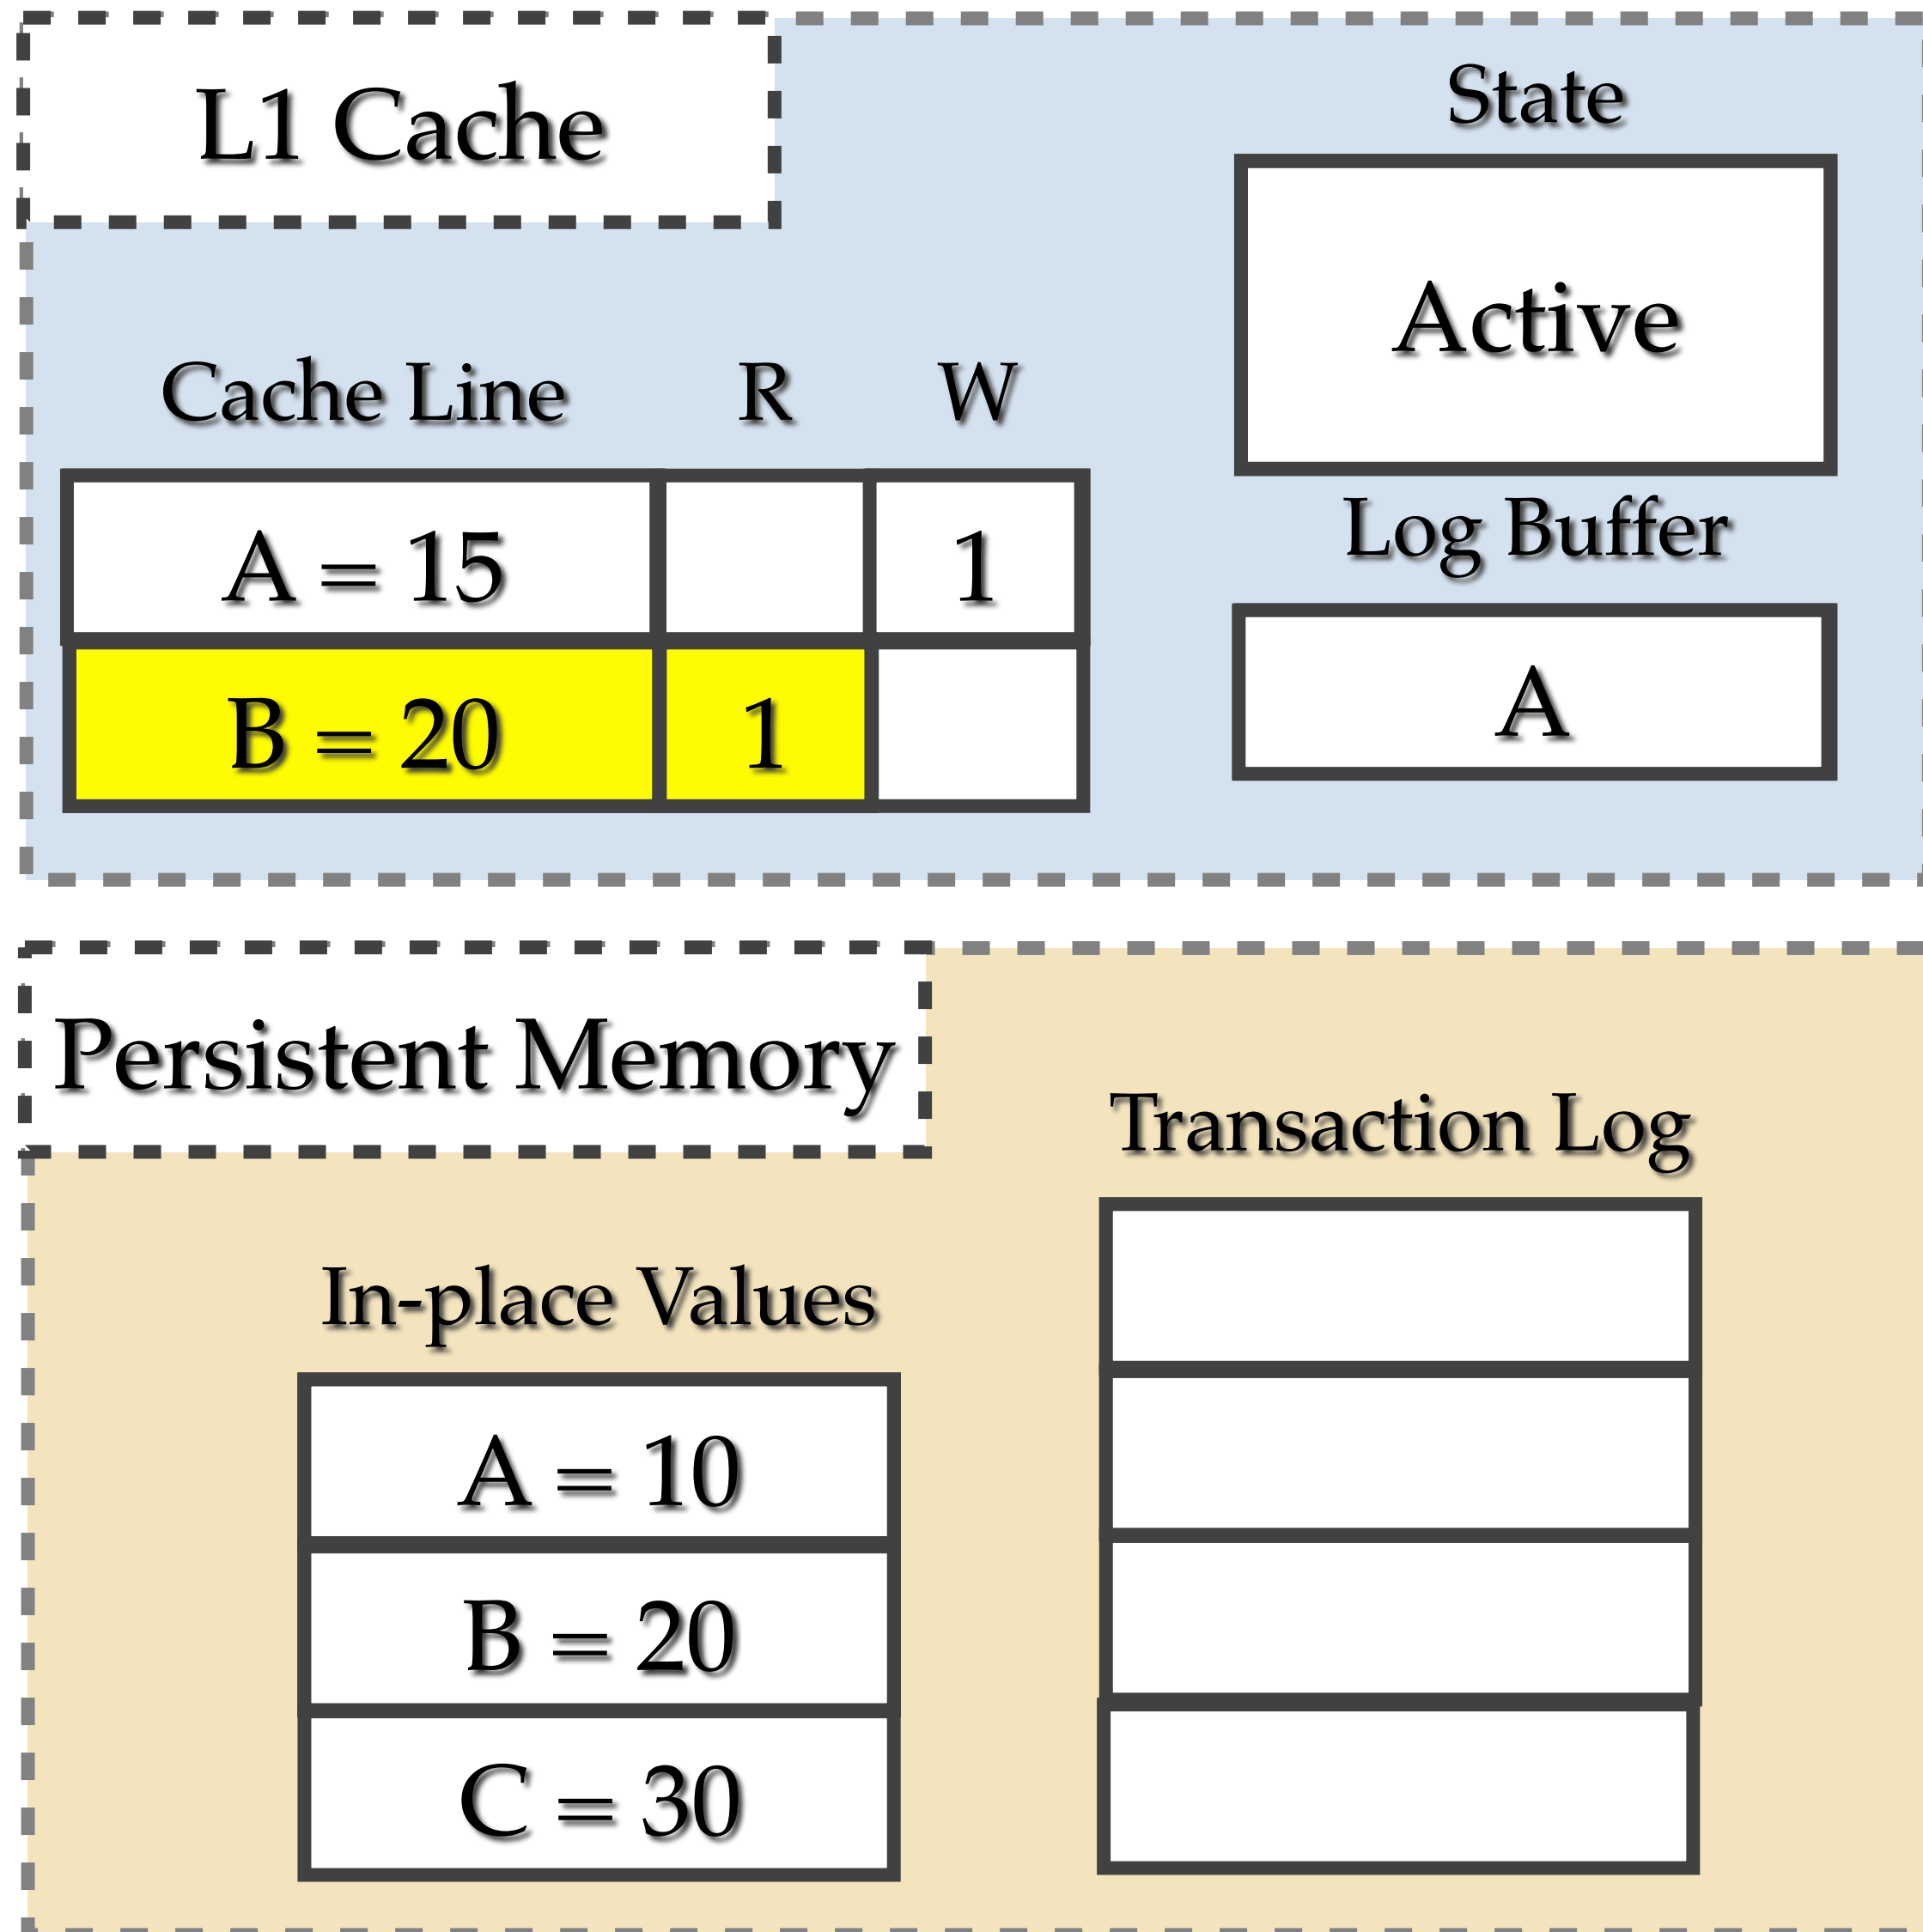 L1 Cache
State
Active
Cache Line R W
A = 15 1
B = 20 1
Log Buffer
A
Persistent Memory
Transaction Log
In-place Values
A = 10
B = 20
C = 30